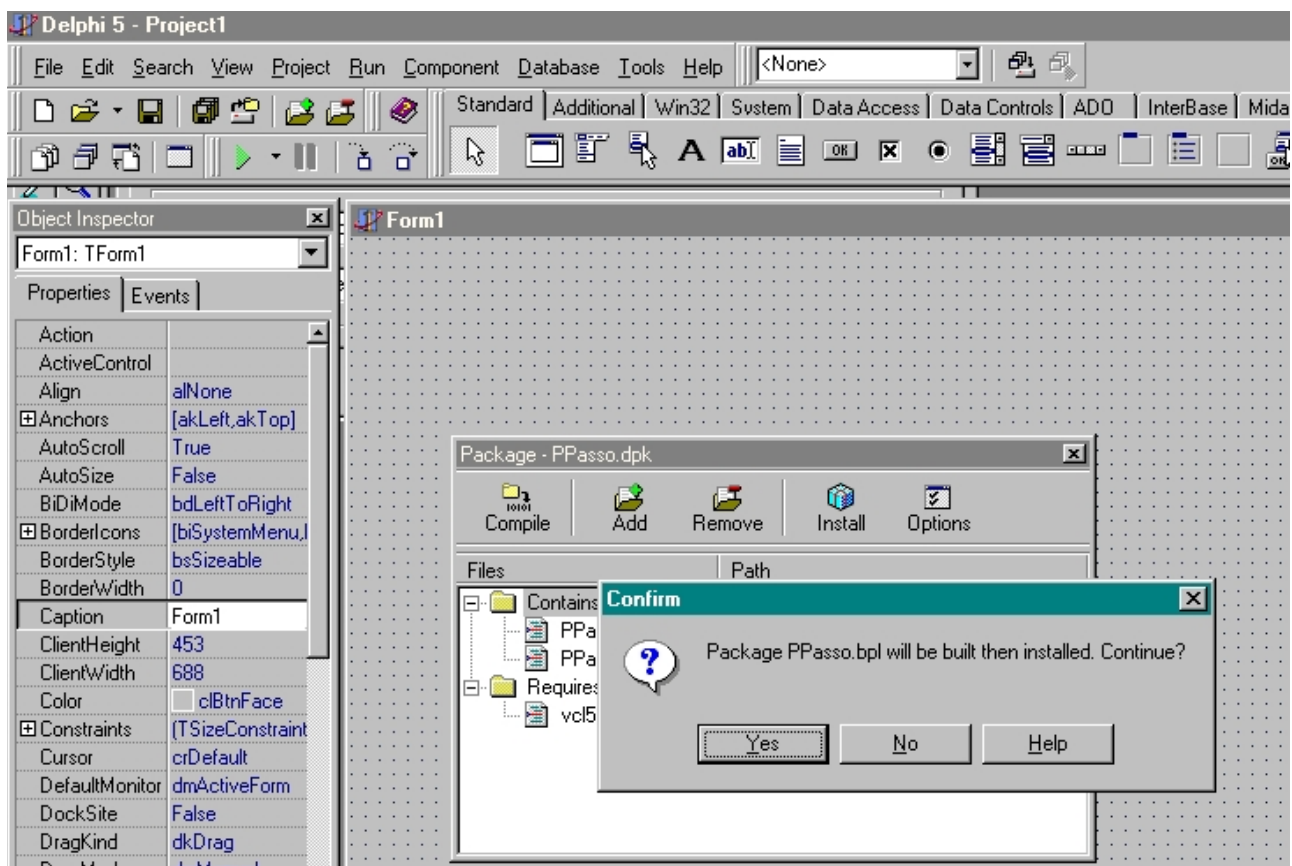 Delphi 5 - Project1
File Edit Search View Project Run Component Database Tools Help <None>
Standard Additional Win32 System Data Access Data Controls ADO InterBase Mida
Object Inspector
Form1: TForm1
Properties Events
Action
ActiveControl
Align alNone
Anchors [akLeft,akTop]
AutoScroll True
AutoSize False
BiDiMode bdLeftToRight
BorderIcons [biSystemMenu,
BorderStyle bsSizeable
BorderWidth 0
Caption Form1
ClientHeight 453
ClientWidth 688
Color clBtnFace
Constraints (TSizeConstraint
Cursor crDefault
DefaultMonitor dmActiveForm
DockSite False
DragKind dkDrag
Form1
Package - PPasso.dpk
Compile Add Remove Install Options
Files Path
Contains
PPa
PPa
Requires
vcl5
Confirm
Package PPasso.bpl will be built then installed. Continue?
Yes No Help